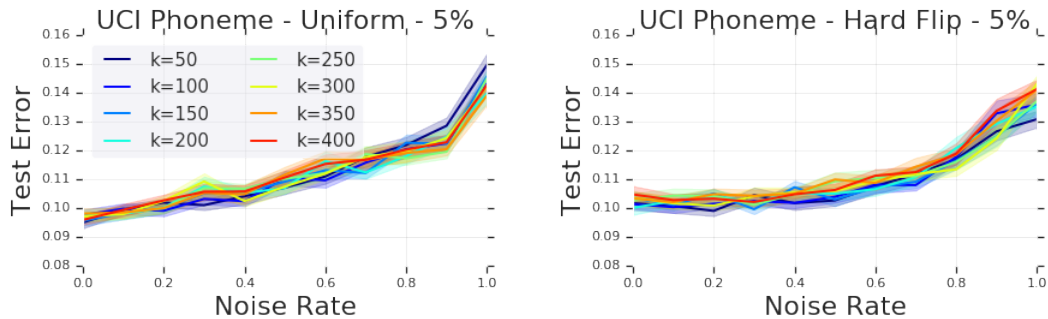 UCI Phoneme - Uniform - 5%
0.16
0.15
0.14
0.13
0.12
0.11
0.10
0.09
0.08
Test Error
k=50
k=100
k=150
k=200
k=250
k=300
k=350
k=400
0.0 0.2 0.4 0.6 0.8 1.0
Noise Rate
UCI Phoneme - Hard Flip - 5%
0.16
0.15
0.14
0.13
0.12
0.11
0.10
0.09
0.08
Test Error
0.0 0.2 0.4 0.6 0.8 1.0
Noise Rate